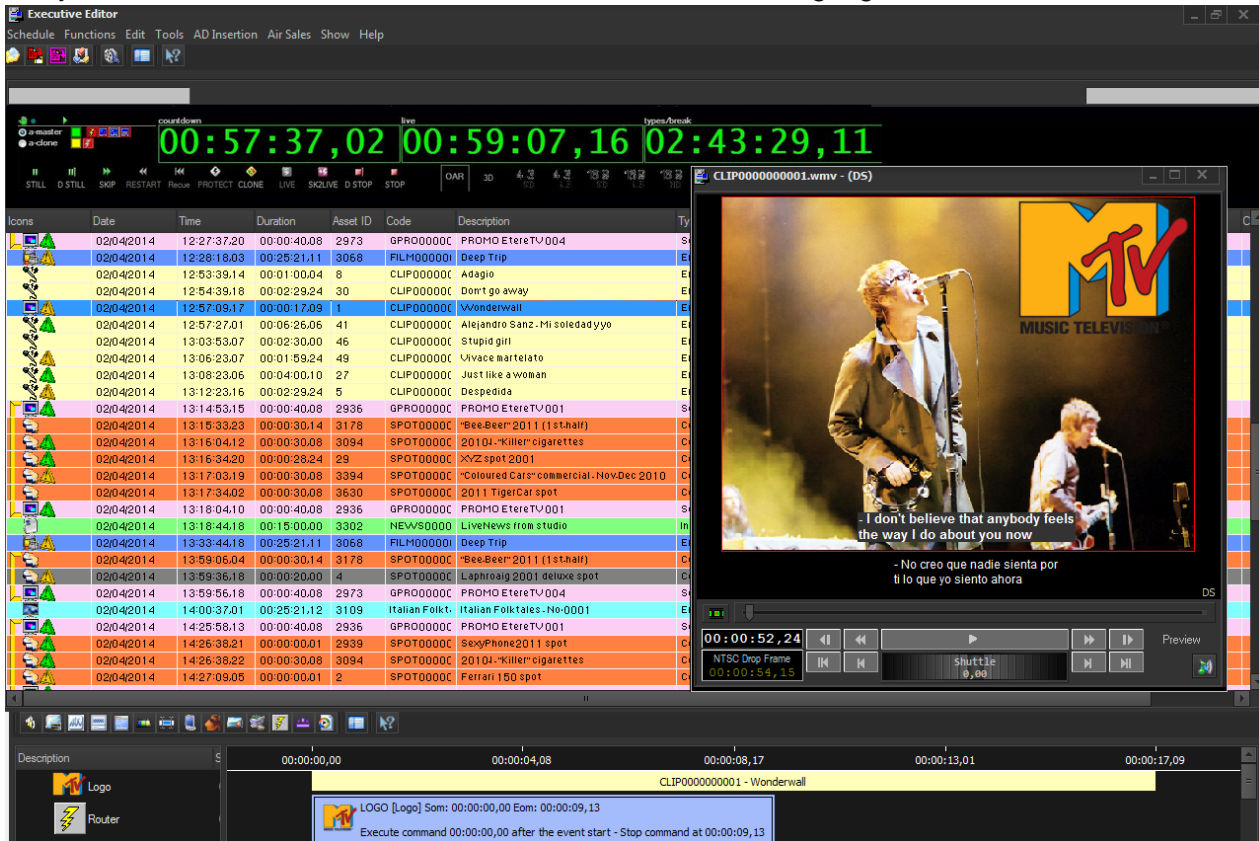 Executive Editor
Schedule Functions Edit Tools AD Insertion Air Sales Show Help
countdown live types/break
a-master
a-clone
00:57:37,02 00:59:07,16 02:43:29,11
STILL D STILL SKIP RESTART Recue PROTECT CLONE LIVE SK2LIVE D STOP STOP OAR 3D
Icons Date Time Duration Asset ID Code Description Ty
02/04/2014 12:27:37.20 00:00:40.08 2973 GPRO00000 PROMO EtereTV 004
02/04/2014 12:28:18.03 00:25:21.11 3068 FILM00000 Deep Trip
02/04/2014 12:53:39.14 00:01:00.04 8 CLIP00000 Adagio
02/04/2014 12:54:39.18 00:02:29.24 30 CLIP00000 Don't go away
02/04/2014 12:57:09.17 00:00:17.09 1 CLIP00000 Wonderwall
02/04/2014 12:57:27.01 00:06:26.06 41 CLIP00000 Alejandro Sanz - Mi soledad y yo
02/04/2014 13:03:53.07 00:02:30.00 46 CLIP00000 Stupid girl
02/04/2014 13:06:23.07 00:01:59.24 49 CLIP00000 Vivace martelato
02/04/2014 13:08:23.06 00:04:00.10 27 CLIP00000 Just like a woman
02/04/2014 13:12:23.16 00:02:29.24 5 CLIP00000 Despedida
02/04/2014 13:14:53.15 00:00:40.08 2936 GPRO00000 PROMO EtereTV 001
02/04/2014 13:15:33.23 00:00:30.14 3178 SPOT00000 "Bee-Beer" 2011 (1st-half)
02/04/2014 13:16:04.12 00:00:30.08 3094 SPOT00000 2010J-"Killer" cigarettes
02/04/2014 13:16:34.20 00:00:28.24 29 SPOT00000 XYZ spot 2001
02/04/2014 13:17:03.19 00:00:30.08 3394 SPOT00000 "Coloured Cars" commercial - Nov-Dec 2010
02/04/2014 13:17:34.02 00:00:30.08 3630 SPOT00000 2011 TigerCar spot
02/04/2014 13:18:04.10 00:00:40.08 2936 GPRO00000 PROMO EtereTV 001
02/04/2014 13:18:44.18 00:15:00.00 3302 NEWS0000 LiveNews from studio
02/04/2014 13:33:44.18 00:25:21.11 3068 FILM00000 Deep Trip
02/04/2014 13:59:06.04 00:00:30.14 3178 SPOT00000 "Bee-Beer" 2011 (1st-half)
02/04/2014 13:59:36.18 00:00:20.00 4 SPOT00000 Laphroaig 2001 deluxe spot
02/04/2014 13:59:56.18 00:00:40.08 2973 GPRO00000 PROMO EtereTV 004
02/04/2014 14:00:37.01 00:25:21.12 3109 Italian Folkt. Italian Folktales - No-0001
02/04/2014 14:25:58.13 00:00:40.08 2936 GPRO00000 PROMO EtereTV 001
02/04/2014 14:26:38.21 00:00:00.01 2939 SPOT00000 SexyPhone2011 spot
02/04/2014 14:26:38.22 00:00:30.08 3094 SPOT00000 2010J-"Killer" cigarettes
02/04/2014 14:27:09.05 00:00:00.01 2 SPOT00000 Ferrari 150 spot
CLIP0000000001.wmv - (DS)
MTV
MUSIC TELEVISION
- I don't believe that anybody feels
the way I do about you now
- No creo que nadie sienta por
ti lo que yo siento ahora
DS
00:00:52,24
NTSC Drop Frame
00:00:54,15
Shuttle
0,00
Preview
Description S 00:00:00,00 00:00:04,08 00:00:08,17 00:00:13,01 00:00:17,09
CLIP0000000001 - Wonderwall
Logo
LOGO [Logo] Som: 00:00:00,00 Eom: 00:00:09,13
Router
Execute command 00:00:00,00 after the event start - Stop command at 00:00:09,13